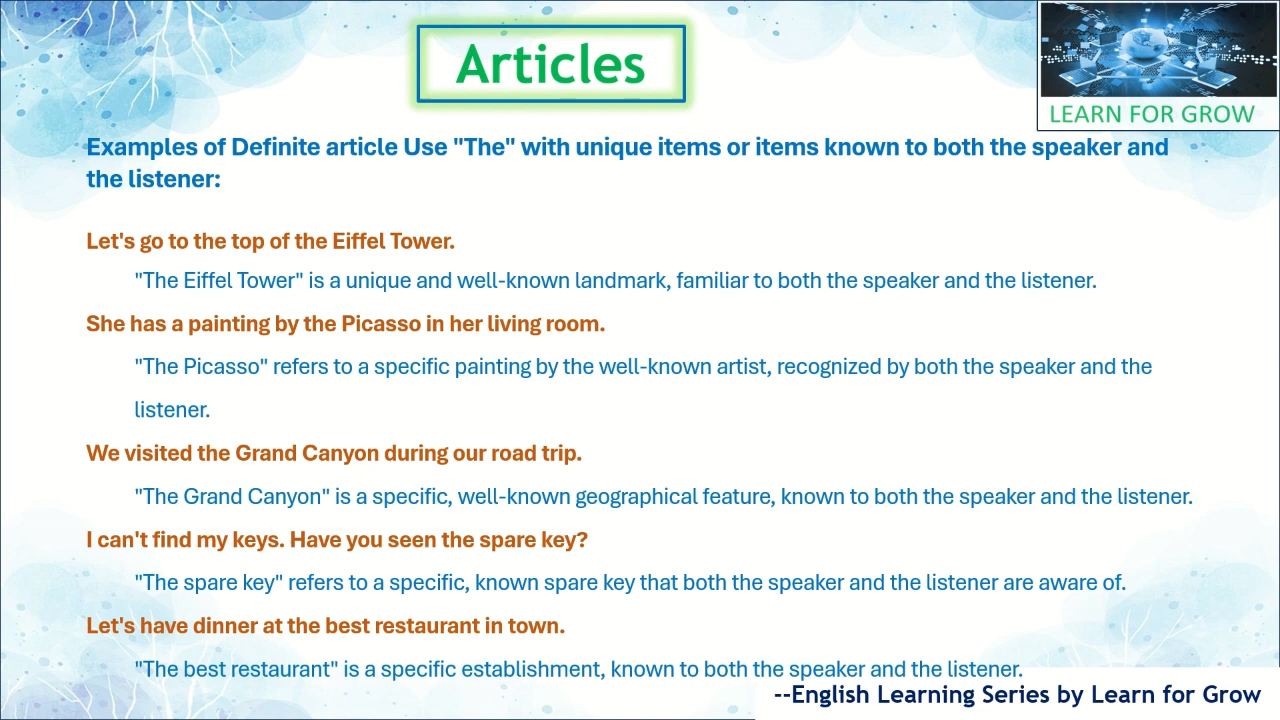 Articles
LEARN FOR GROW
Examples of Definite article Use "The" with unique items or items known to both the speaker and
the listener:
Let's go to the top of the Eiffel Tower.
"The Eiffel Tower" is a unique and well-known landmark, familiar to both the speaker and the listener.
She has a painting by the Picasso in her living room.
"The Picasso" refers to a specific painting by the well-known artist, recognized by both the speaker and the
listener.
We visited the Grand Canyon during our road trip.
"The Grand Canyon" is a specific, well-known geographical feature, known to both the speaker and the listener.
I can't find my keys. Have you seen the spare key?
"The spare key" refers to a specific, known spare key that both the speaker and the listener are aware of.
Let's have dinner at the best restaurant in town.
"The best restaurant" is a specific establishment, known to both the speaker and the listener.
--English Learning Series by Learn for Grow